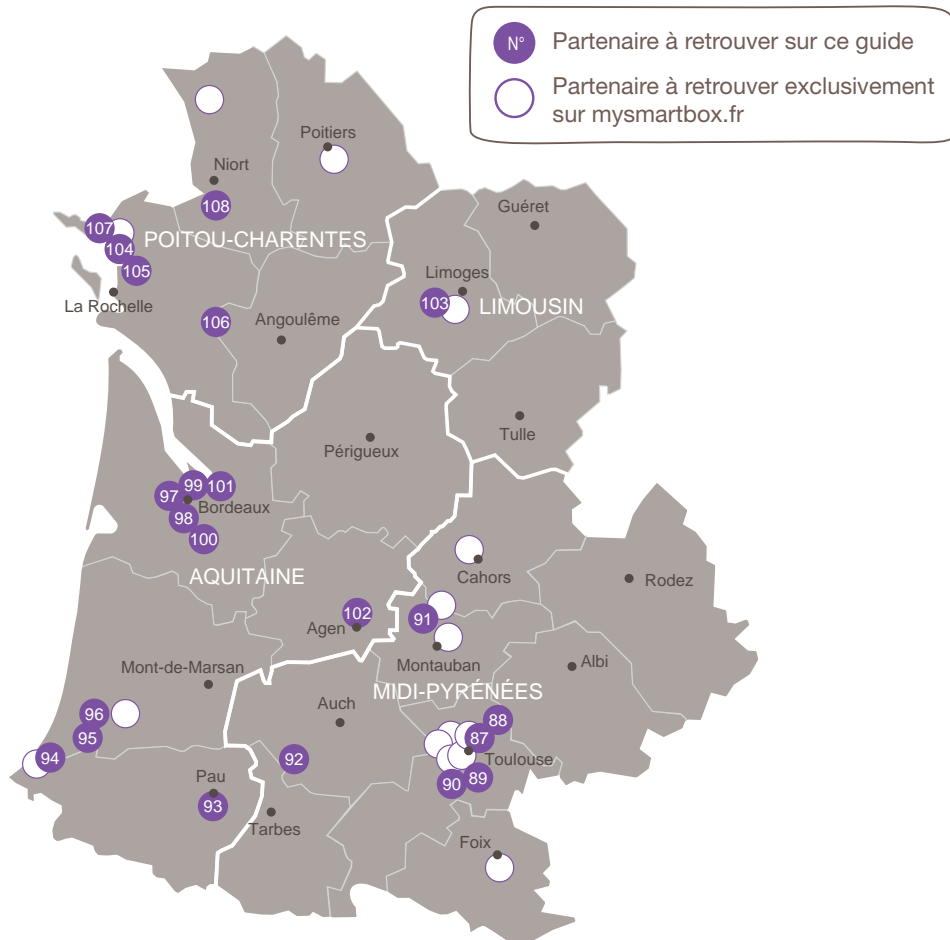 N° Partenaire à retrouver sur ce guide
Partenaire à retrouver exclusivement
sur mysmartbox.fr
Poitiers
Niort
108
107
104
105
POITOU-CHARENTES
La Rochelle
106
Angoulême
Guéret
Limoges
103
LIMOUSIN
Tulle
Périgueux
97
99
101
Bordeaux
98
100
AQUITAINE
102
Agen
Cahors
Rodez
91
Montauban
Albi
MIDI-PYRÉNÉES
Mont-de-Marsan
96
95
94
Auch
88
87
Toulouse
90
89
92
Pau
93
Tarbes
Foix